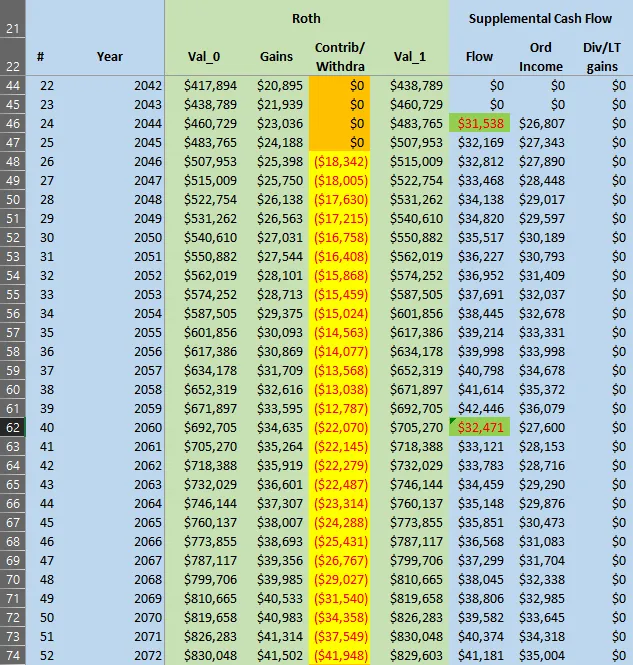 21 Roth Supplemental Cash Flow
22 # Year Val_0 Gains Contrib/ Withdra Val_1 Flow Ord Income Div/LT gains
44 22 2042 $417,894 $20,895 $0 $438,789 $0 $0 $0
45 23 2043 $438,789 $21,939 $0 $460,729 $0 $0 $0
46 24 2044 $460,729 $23,036 $0 $483,765 $31,538 $26,807 $0
47 25 2045 $483,765 $24,188 $0 $507,953 $32,169 $27,343 $0
48 26 2046 $507,953 $25,398 ($18,342) $515,009 $32,812 $27,890 $0
49 27 2047 $515,009 $25,750 ($18,005) $522,754 $33,468 $28,448 $0
50 28 2048 $522,754 $26,138 ($17,630) $531,262 $34,138 $29,017 $0
51 29 2049 $531,262 $26,563 ($17,215) $540,610 $34,820 $29,597 $0
52 30 2050 $540,610 $27,031 ($16,758) $550,882 $35,517 $30,189 $0
53 31 2051 $550,882 $27,544 ($16,408) $562,019 $36,227 $30,793 $0
54 32 2052 $562,019 $28,101 ($15,868) $574,252 $36,952 $31,409 $0
55 33 2053 $574,252 $28,713 ($15,459) $587,505 $37,691 $32,037 $0
56 34 2054 $587,505 $29,375 ($15,024) $601,856 $38,445 $32,678 $0
57 35 2055 $601,856 $30,093 ($14,563) $617,386 $39,214 $33,331 $0
58 36 2056 $617,386 $30,869 ($14,077) $634,178 $39,998 $33,998 $0
59 37 2057 $634,178 $31,709 ($13,568) $652,319 $40,798 $34,678 $0
60 38 2058 $652,319 $32,616 ($13,038) $671,897 $41,614 $35,372 $0
61 39 2059 $671,897 $33,595 ($12,787) $692,705 $42,446 $36,079 $0
62 40 2060 $692,705 $34,635 ($22,070) $705,270 $32,471 $27,600 $0
63 41 2061 $705,270 $35,264 ($22,145) $718,388 $33,121 $28,153 $0
64 42 2062 $718,388 $35,919 ($22,279) $732,029 $33,783 $28,716 $0
65 43 2063 $732,029 $36,601 ($22,487) $746,144 $34,459 $29,290 $0
66 44 2064 $746,144 $37,307 ($23,314) $760,137 $35,148 $29,876 $0
67 45 2065 $760,137 $38,007 ($24,288) $773,855 $35,851 $30,473 $0
68 46 2066 $773,855 $38,693 ($25,431) $787,117 $36,568 $31,083 $0
69 47 2067 $787,117 $39,356 ($26,767) $799,706 $37,299 $31,704 $0
70 48 2068 $799,706 $39,985 ($29,027) $810,665 $38,045 $32,338 $0
71 49 2069 $810,665 $40,533 ($31,540) $819,658 $38,806 $32,985 $0
72 50 2070 $819,658 $40,983 ($34,358) $826,283 $39,582 $33,645 $0
73 51 2071 $826,283 $41,314 ($37,549) $830,048 $40,374 $34,318 $0
74 52 2072 $830,048 $41,502 ($41,948) $829,603 $41,181 $35,004 $0